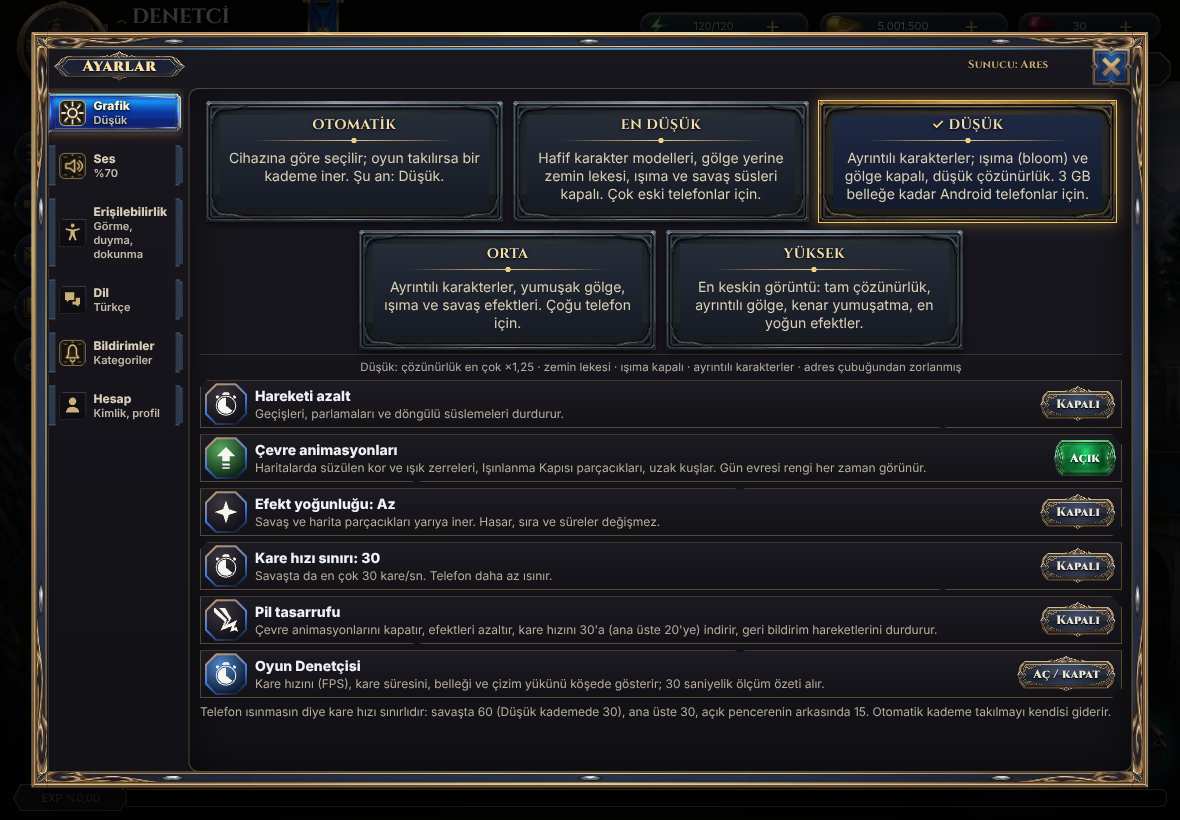 DENETCİ
120/120
5,001,500
30
AYARLAR
Sunucu: Ares
Grafik
Düşük
Ses
%70
Erişilebilirlik
Görme,
duyma,
dokunma
Dil
Türkçe
Bildirimler
Kategoriler
Hesap
Kimlik, profil
OTOMATİK
Cihazına göre seçilir; oyun takılırsa bir
kademe iner. Şu an: Düşük.
EN DÜŞÜK
Hafif karakter modelleri, gölge yerine
zemin lekesi, ışıma ve savaş süsleri
kapalı. Çok eski telefonlar için.
✓ DÜŞÜK
Ayrıntılı karakterler; ışıma (bloom) ve
gölge kapalı, düşük çözünürlük. 3 GB
belleğe kadar Android telefonlar için.
ORTA
Ayrıntılı karakterler, yumuşak gölge,
ışıma ve savaş efektleri. Çoğu telefon
için.
YÜKSEK
En keskin görüntü: tam çözünürlük,
ayrıntılı gölge, kenar yumuşatma, en
yoğun efektler.
Düşük: çözünürlük en çok ×1,25 · zemin lekesi · ışıma kapalı · ayrıntılı karakterler · adres çubuğundan zorlanmış
Hareketi azalt
Geçişleri, parlamaları ve döngülü süslemeleri durdurur.
KAPALI
Çevre animasyonları
Haritalarda süzülen kor ve ışık zerreleri, Işınlanma Kapısı parçacıkları, uzak kuşlar. Gün evresi rengi her zaman görünür.
AÇIK
Efekt yoğunluğu: Az
Savaş ve harita parçacıkları yarıya iner. Hasar, sıra ve süreler değişmez.
KAPALI
Kare hızı sınırı: 30
Savaşta da en çok 30 kare/sn. Telefon daha az ısınır.
KAPALI
Pil tasarrufu
Çevre animasyonlarını kapatır, efektleri azaltır, kare hızını 30'a (ana üste 20'ye) indirir, geri bildirim hareketlerini durdurur.
KAPALI
Oyun Denetçisi
Kare hızını (FPS), kare süresini, belleği ve çizim yükünü köşede gösterir; 30 saniyelik ölçüm özeti alır.
AÇ / KAPAT
Telefon ısınmasın diye kare hızı sınırlıdır: savaşta 60 (Düşük kademede 30), ana üste 30, açık pencerenin arkasında 15. Otomatik kademe takılmayı kendisi giderir.
EXP %0,00